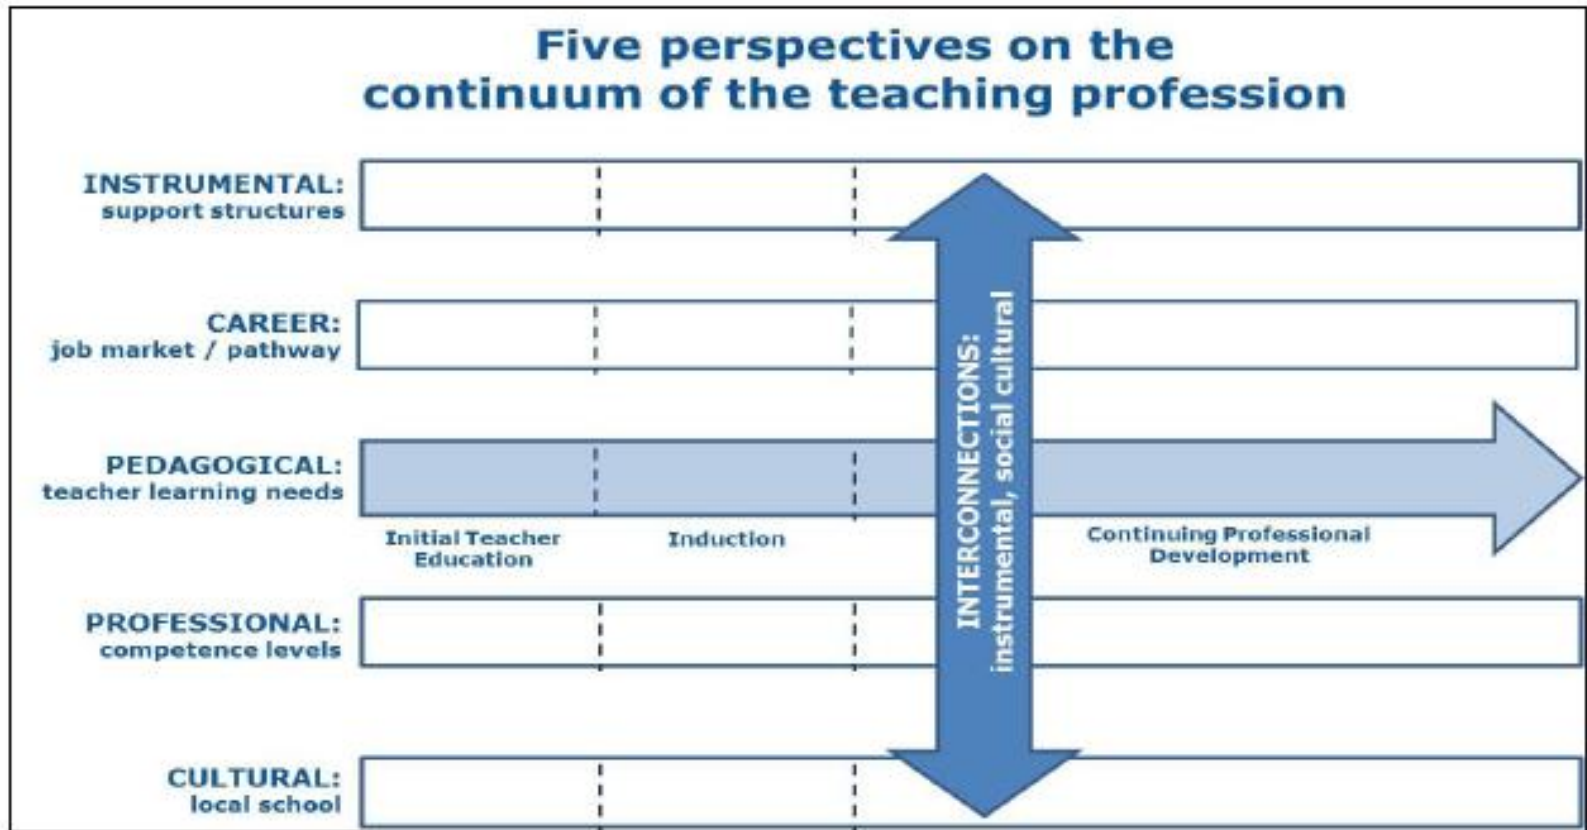 Five perspectives on the
continuum of the teaching profession
INSTRUMENTAL:
support structures
CAREER:
job market / pathway
PEDAGOGICAL:
teacher learning needs
Initial Teacher
Education
Induction
Continuing Professional
Development
PROFESSIONAL:
competence levels
CULTURAL:
local school
INTERCONNECTIONS:
instrumental, social cultural